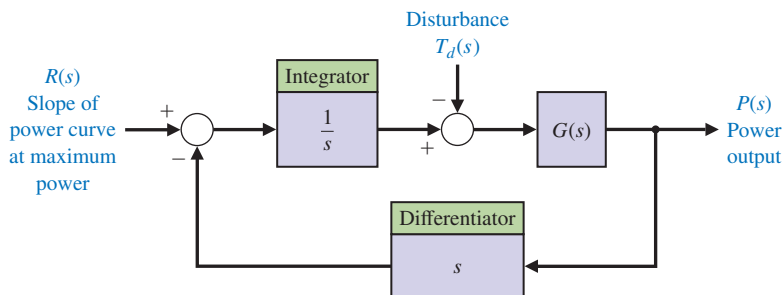 Disturbance
T_d(s)
R(s)
Slope of
power curve
at maximum
power
+
−
Integrator
1
s
−
+
G(s)
P(s)
Power
output
Differentiator
s